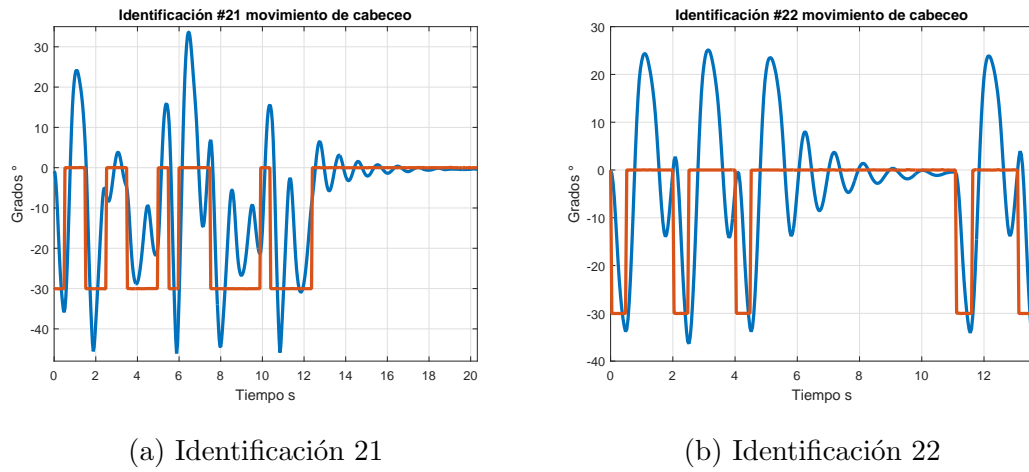 Identificación #21 movimiento de cabeceo
30
20
10
0
-10
-20
-30
-40
Grados °
0 2 4 6 8 10 12 14 16 18 20
Tiempo s
(a) Identificación 21
Identificación #22 movimiento de cabeceo
30
20
10
0
-10
-20
-30
-40
Grados °
0 2 4 6 8 10 12
Tiempo s
(b) Identificación 22